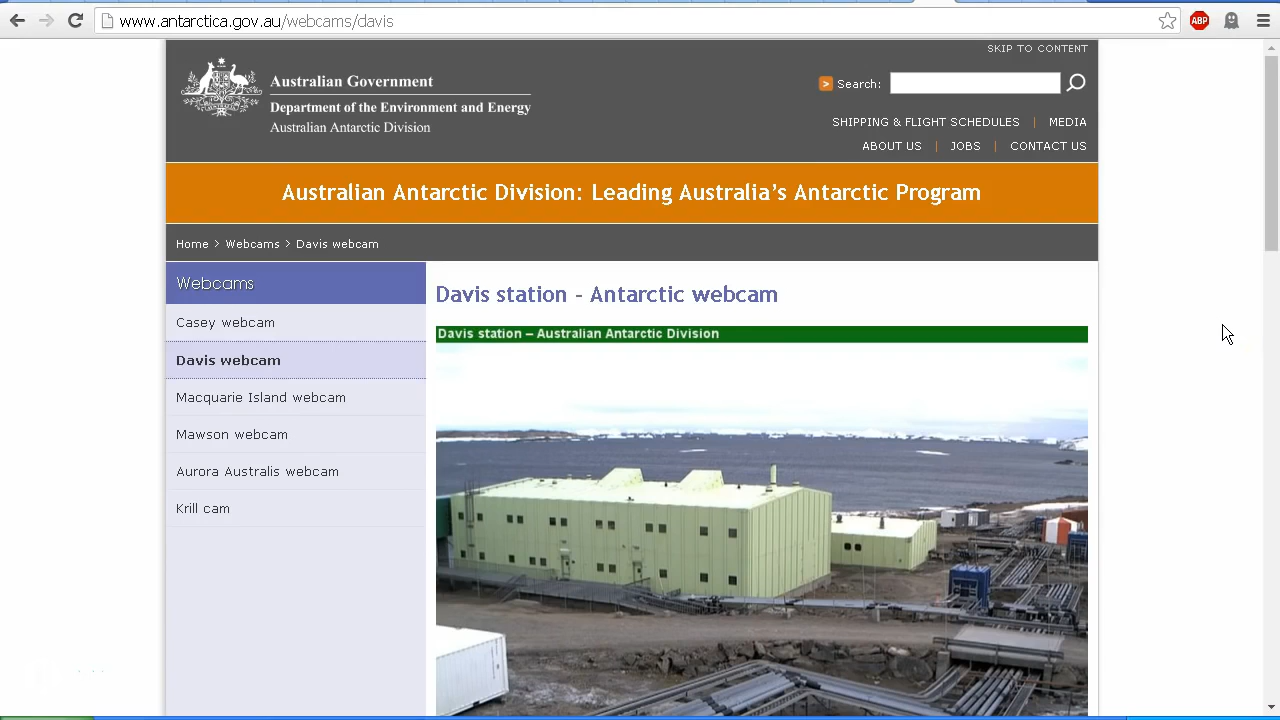 www.antarctica.gov.au/webcams/davis
ABP
SKIP TO CONTENT
Australian Government
Department of the Environment and Energy
Australian Antarctic Division
> Search:
SHIPPING & FLIGHT SCHEDULES | MEDIA
ABOUT US | JOBS | CONTACT US
Australian Antarctic Division: Leading Australia's Antarctic Program
Home > Webcams > Davis webcam
Webcams
Casey webcam
Davis webcam
Macquarie Island webcam
Mawson webcam
Aurora Australis webcam
Krill cam
Davis station - Antarctic webcam
Davis station – Australian Antarctic Division